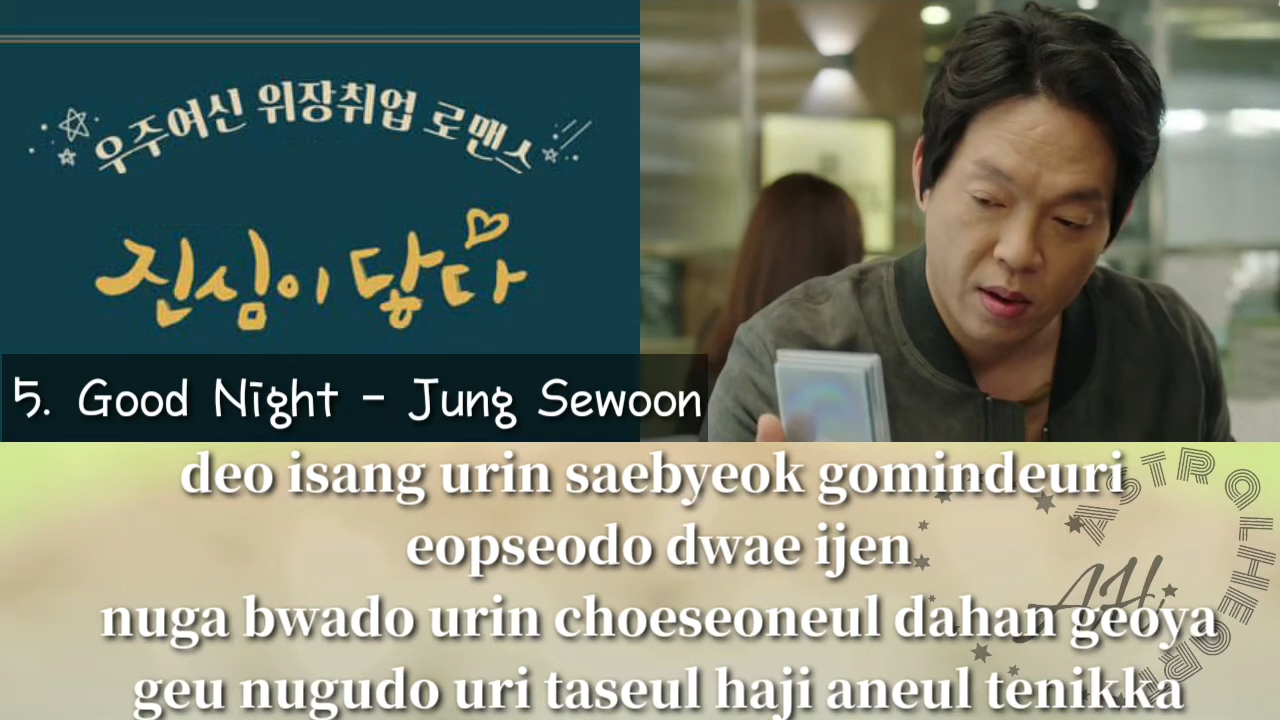 우주여신 위장취업 로맨스
진심이 닿다
5. Good Night - Jung Sewoon
deo isang urin saebyeok gomindeuri
eopseodo dwae ijen
nuga bwado urin choeseoneul dahan geoya
geu nugudo uri taseul haji aneul tenikka
AH